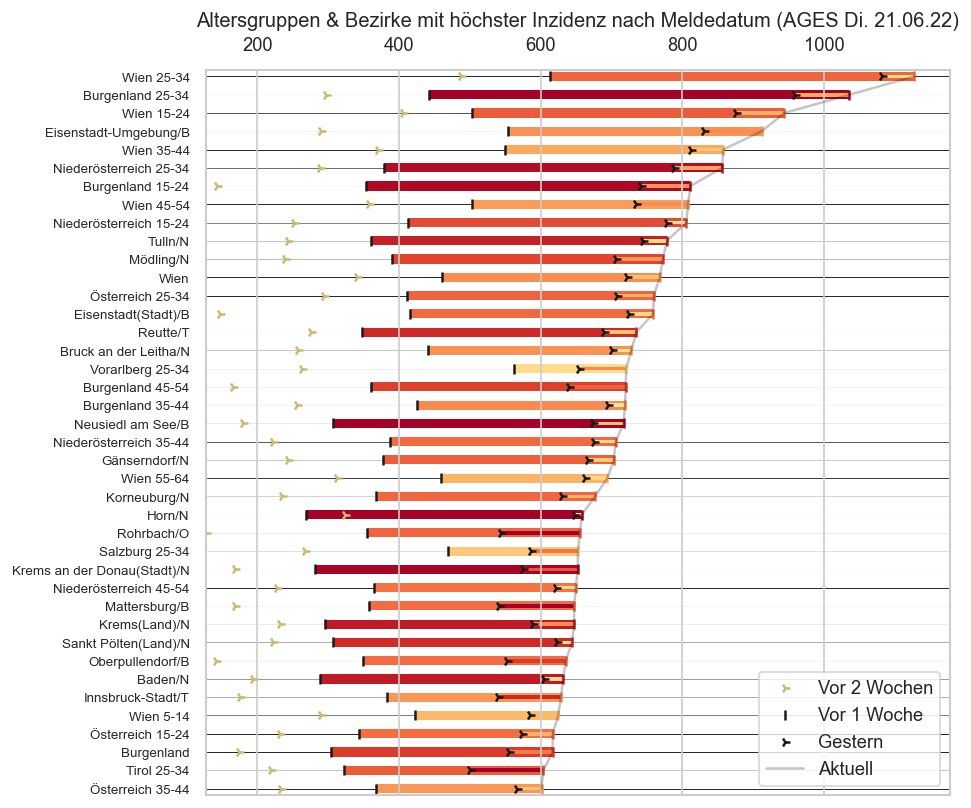 Altersgruppen & Bezirke mit höchster Inzidenz nach Meldedatum (AGES Di. 21.06.22)
200 400 600 800 1000
Wien 25-34
Burgenland 25-34
Wien 15-24
Eisenstadt-Umgebung/B
Wien 35-44
Niederösterreich 25-34
Burgenland 15-24
Wien 45-54
Niederösterreich 15-24
Tulln/N
Mödling/N
Wien
Österreich 25-34
Eisenstadt(Stadt)/B
Reutte/T
Bruck an der Leitha/N
Vorarlberg 25-34
Burgenland 45-54
Burgenland 35-44
Neusiedl am See/B
Niederösterreich 35-44
Gänserndorf/N
Wien 55-64
Korneuburg/N
Horn/N
Rohrbach/O
Salzburg 25-34
Krems an der Donau(Stadt)/N
Niederösterreich 45-54
Mattersburg/B
Krems(Land)/N
Sankt Pölten(Land)/N
Oberpullendorf/B
Baden/N
Innsbruck-Stadt/T
Wien 5-14
Österreich 15-24
Burgenland
Tirol 25-34
Österreich 35-44
Vor 2 Wochen
Vor 1 Woche
Gestern
Aktuell